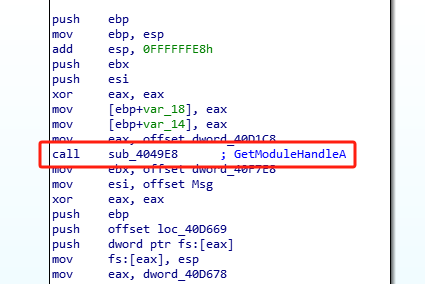 push ebp
mov ebp, esp
add esp, 0FFFFFFE8h
push ebx
push esi
xor eax, eax
mov [ebp+var_18], eax
mov [ebp+var_14], eax
mov eax, offset dword_40D1C8
call sub_4049E8 ; GetModuleHandleA
mov ebx, offset dword_40F7E8
mov esi, offset Msg
xor eax, eax
push ebp
push offset loc_40D669
push dword ptr fs:[eax]
mov fs:[eax], esp
mov eax, dword_40D678